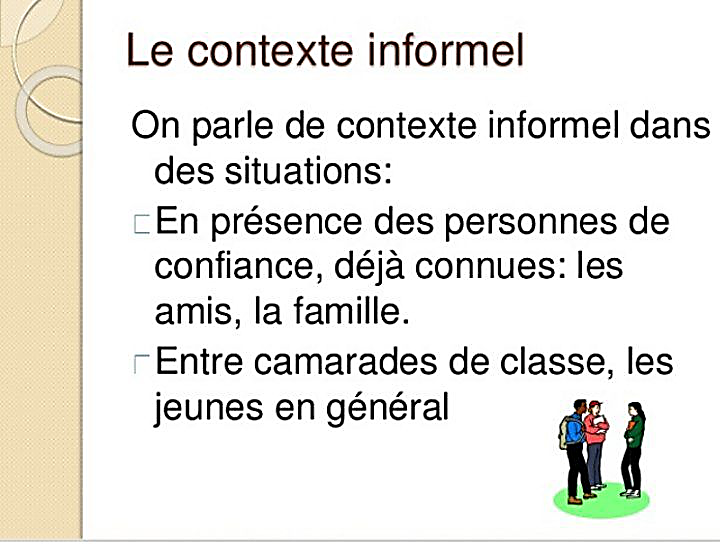 Le contexte informel
On parle de contexte informel dans
des situations:
En présence des personnes de
confiance, déjà connues: les
amis, la famille.
Entre camarades de classe, les
jeunes en général